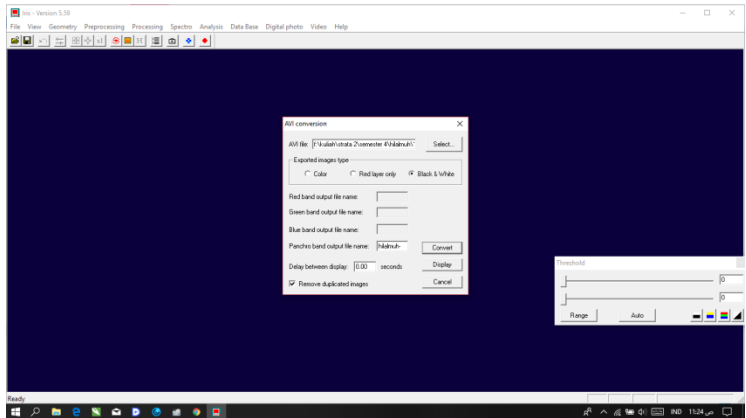 Iris - Version 5.59
File View Geometry Preprocessing Processing Spectro Analysis Data Base Digital photo Video Help
AVI conversion
AVI file: I:\kuliah\strata 2\semester 4\hilalmuh\ Select...
Exported images type
Color Red layer only Black & White
Red band output file name:
Green band output file name:
Blue band output file name:
Panchro band output file name: hilalmuh- Convert
Delay between display: 0.00 seconds Display
Remove duplicated images Cancel
Threshold
0
0
Range Auto
Ready
IND 11:24 ص